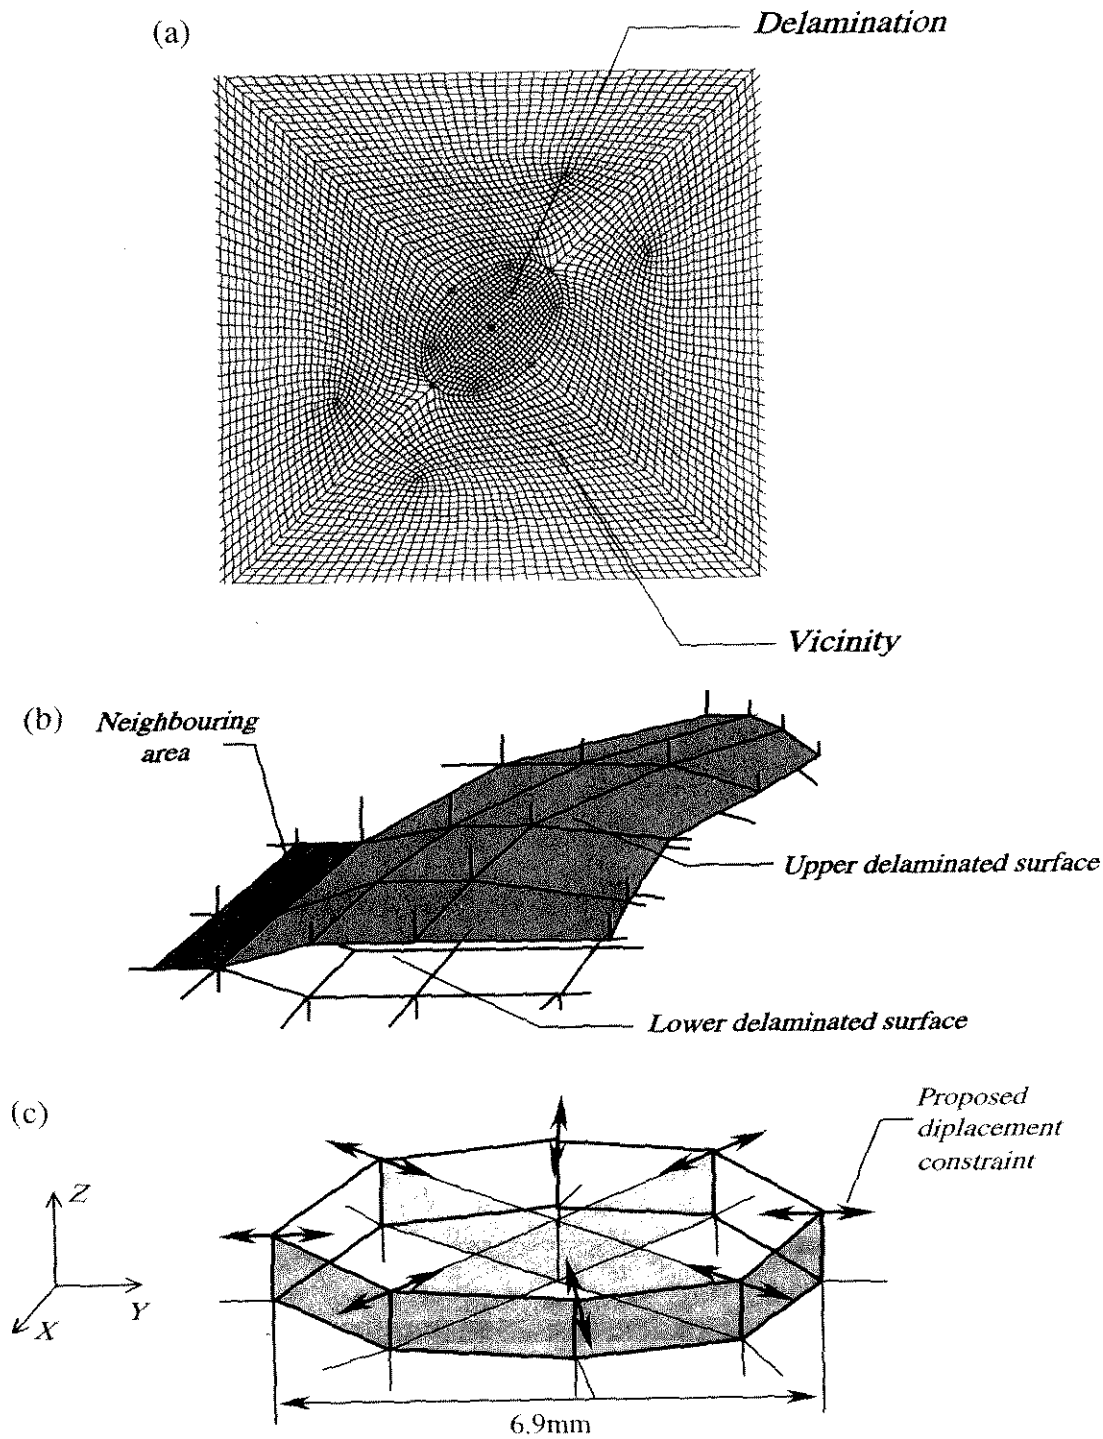 (a)
Delamination
Vicinity
(b)
Neighbouring
area
Upper delaminated surface
Lower delaminated surface
(c)
Proposed
diplacement
constraint
Z
Y
X
6.9mm